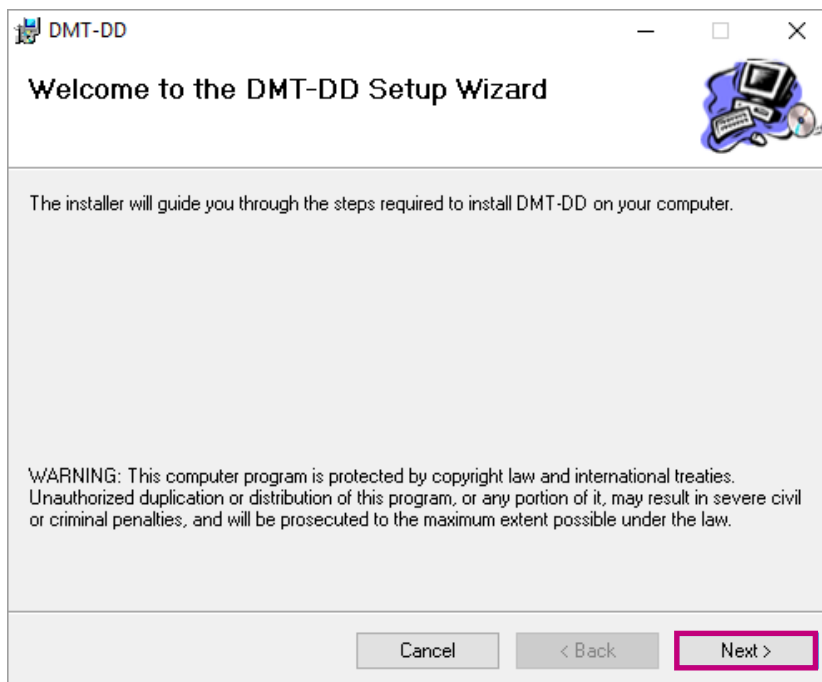 DMT-DD
Welcome to the DMT-DD Setup Wizard
The installer will guide you through the steps required to install DMT-DD on your computer.
WARNING: This computer program is protected by copyright law and international treaties.
Unauthorized duplication or distribution of this program, or any portion of it, may result in severe civil
or criminal penalties, and will be prosecuted to the maximum extent possible under the law.
Cancel
< Back
Next >